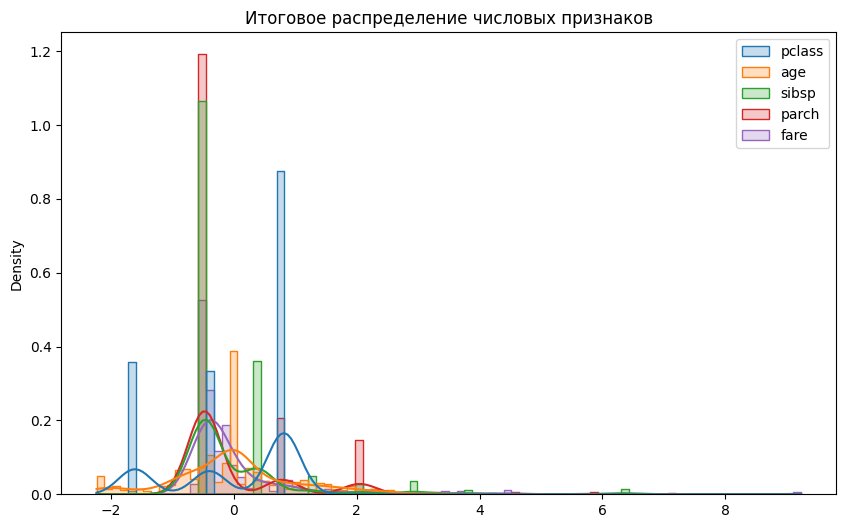 Итоговое распределение числовых признаков
pclass
age
sibsp
parch
fare
Density
1.2
1.0
0.8
0.6
0.4
0.2
0.0
−2
0
2
4
6
8